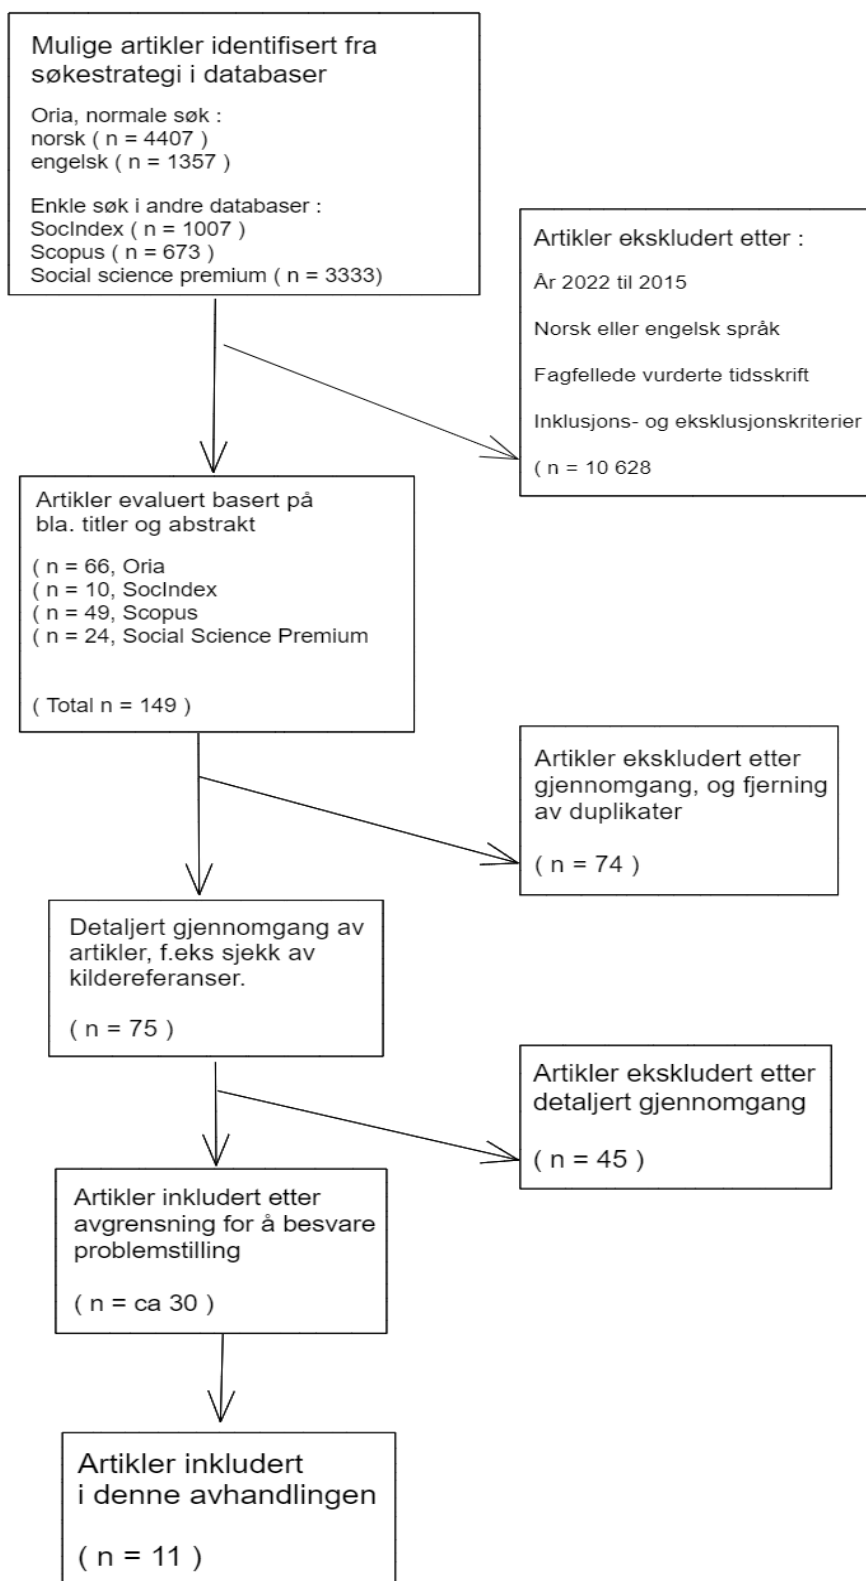 Mulige artikler identifisert fra
søkestrategi i databaser
Oria, normale søk :
norsk ( n = 4407 )
engelsk ( n = 1357 )
Enkle søk i andre databaser :
SocIndex ( n = 1007 )
Scopus ( n = 673 )
Social science premium ( n = 3333)
Artikler ekskludert etter :
År 2022 til 2015
Norsk eller engelsk språk
Fagfellede vurderte tidsskrift
Inklusjons- og eksklusjonskriterier
( n = 10 628
Artikler evaluert basert på
bla. titler og abstrakt
( n = 66, Oria
( n = 10, SocIndex
( n = 49, Scopus
( n = 24, Social Science Premium
( Total n = 149 )
Artikler ekskludert etter
gjennomgang, og fjerning
av duplikater
( n = 74 )
Detaljert gjennomgang av
artikler, f.eks sjekk av
kildereferanser.
( n = 75 )
Artikler ekskludert etter
detaljert gjennomgang
( n = 45 )
Artikler inkludert etter
avgrensning for å besvare
problemstilling
( n = ca 30 )
Artikler inkludert
i denne avhandlingen
( n = 11 )